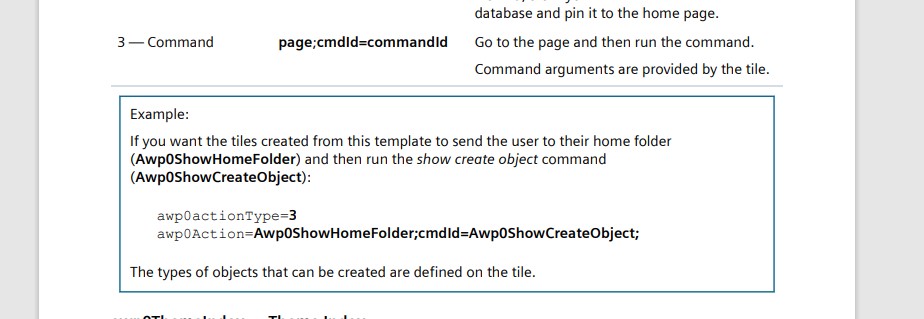 database and pin it to the home page.
3 — Command page;cmdId=commandId Go to the page and then run the command.
Command arguments are provided by the tile.
Example:
If you want the tiles created from this template to send the user to their home folder
(Awp0ShowHomeFolder) and then run the show create object command
(Awp0ShowCreateObject):
awp0actionType=3
awp0Action=Awp0ShowHomeFolder;cmdId=Awp0ShowCreateObject;
The types of objects that can be created are defined on the tile.